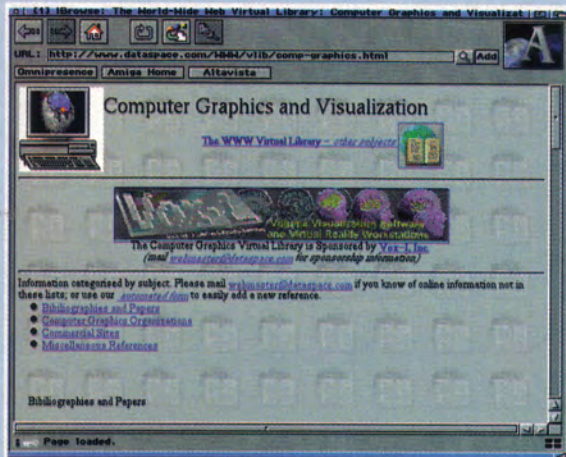 [1] IBrowse: The World-Wide Web Virtual Library: Computer Graphics and Visualizat
URL: http://www.dataspace.com/WWW/vlib/comp-graphics.html
Add
Omnipresence Amiga Home Altavista
Computer Graphics and Visualization
The WWW Virtual Library - other subjects
Vox-L
Visualization Software
and Virtual Reality Workstations
The Computer Graphics Virtual Library is Sponsored by Vox-L Inc.
(mail webmaster@dataspace.com for sponsorship information)
Information categorised by subject. Please mail webmaster@dataspace.com if you know of online information not in
these lists; or use our automated form to easily add a new reference.
Bibiliographies and Papers
Computer Graphics Organizations
Commercial Sites
Miscellaneous References
Bibiliographies and Papers
Page loaded.